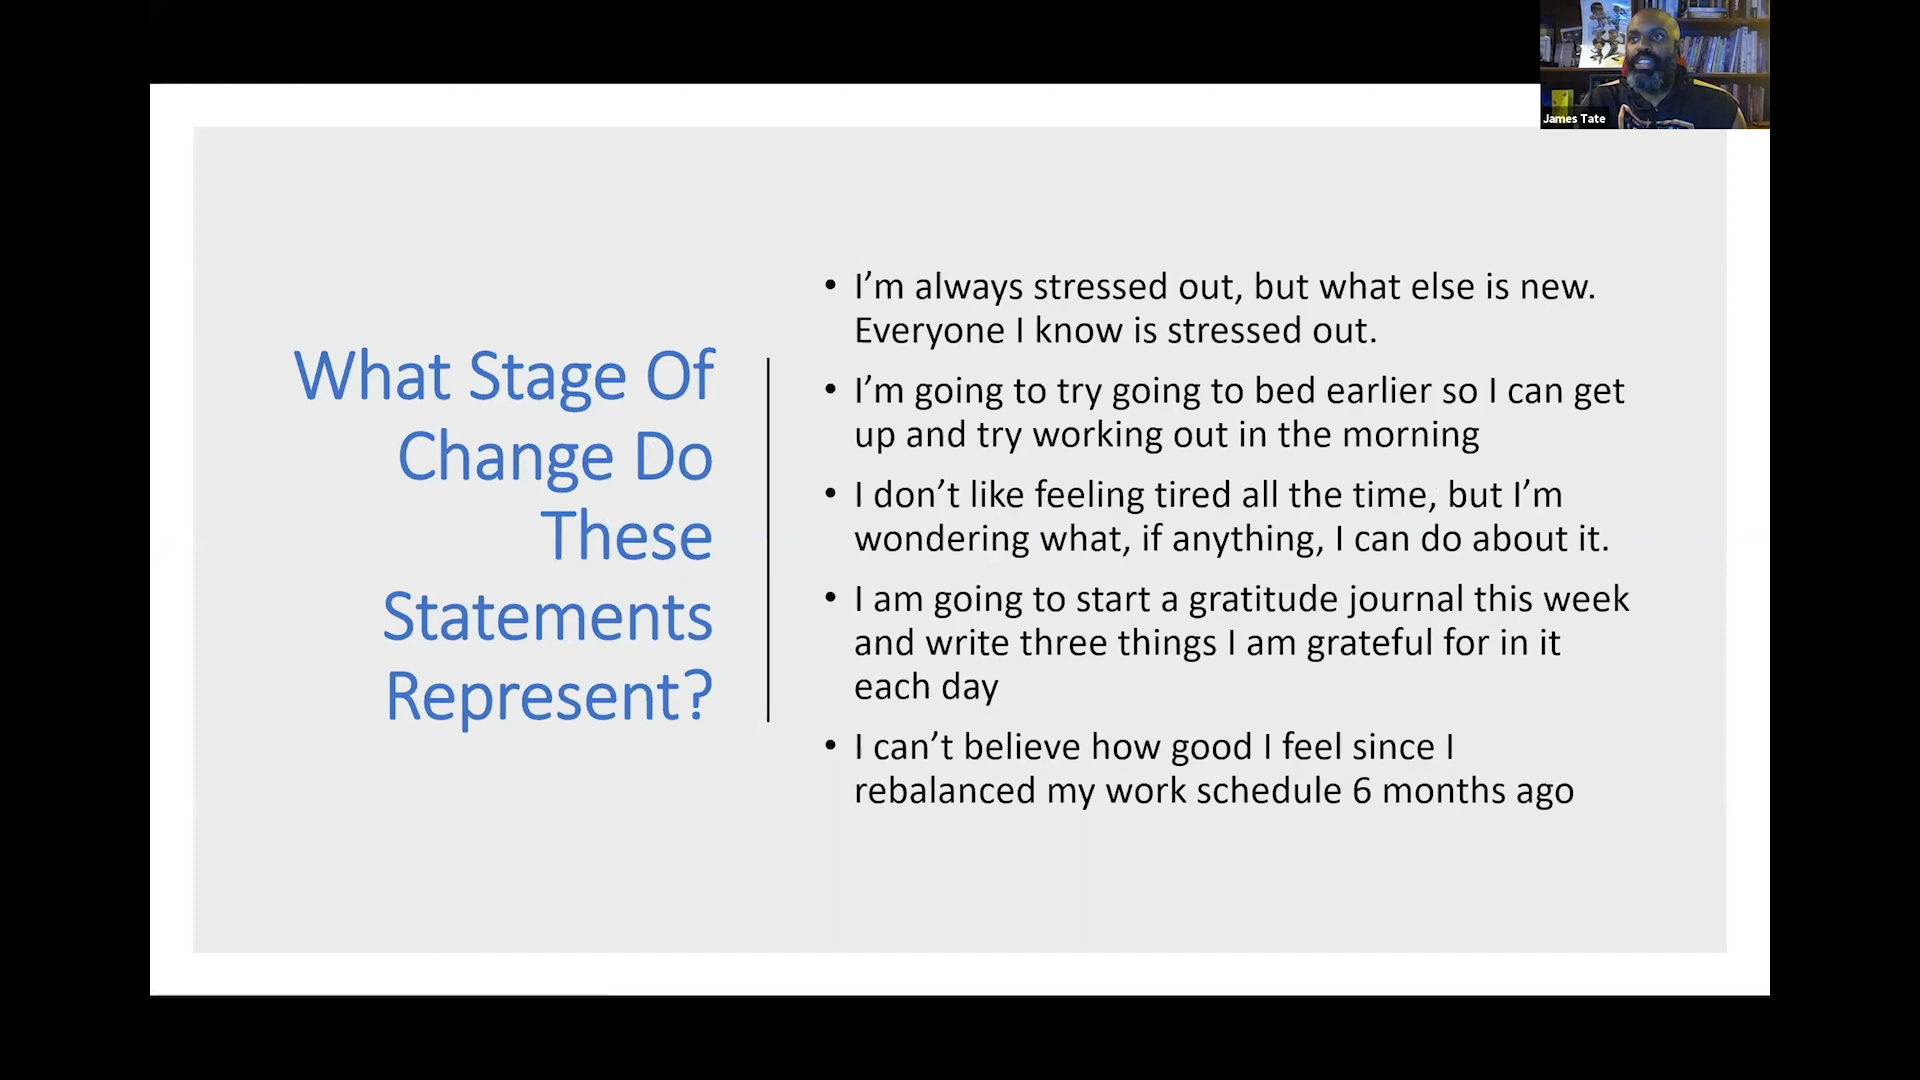 James Tate
What Stage Of
Change Do
These
Statements
Represent?
• I’m always stressed out, but what else is new.
Everyone I know is stressed out.
• I’m going to try going to bed earlier so I can get
up and try working out in the morning
• I don’t like feeling tired all the time, but I’m
wondering what, if anything, I can do about it.
• I am going to start a gratitude journal this week
and write three things I am grateful for in it
each day
• I can’t believe how good I feel since I
rebalanced my work schedule 6 months ago